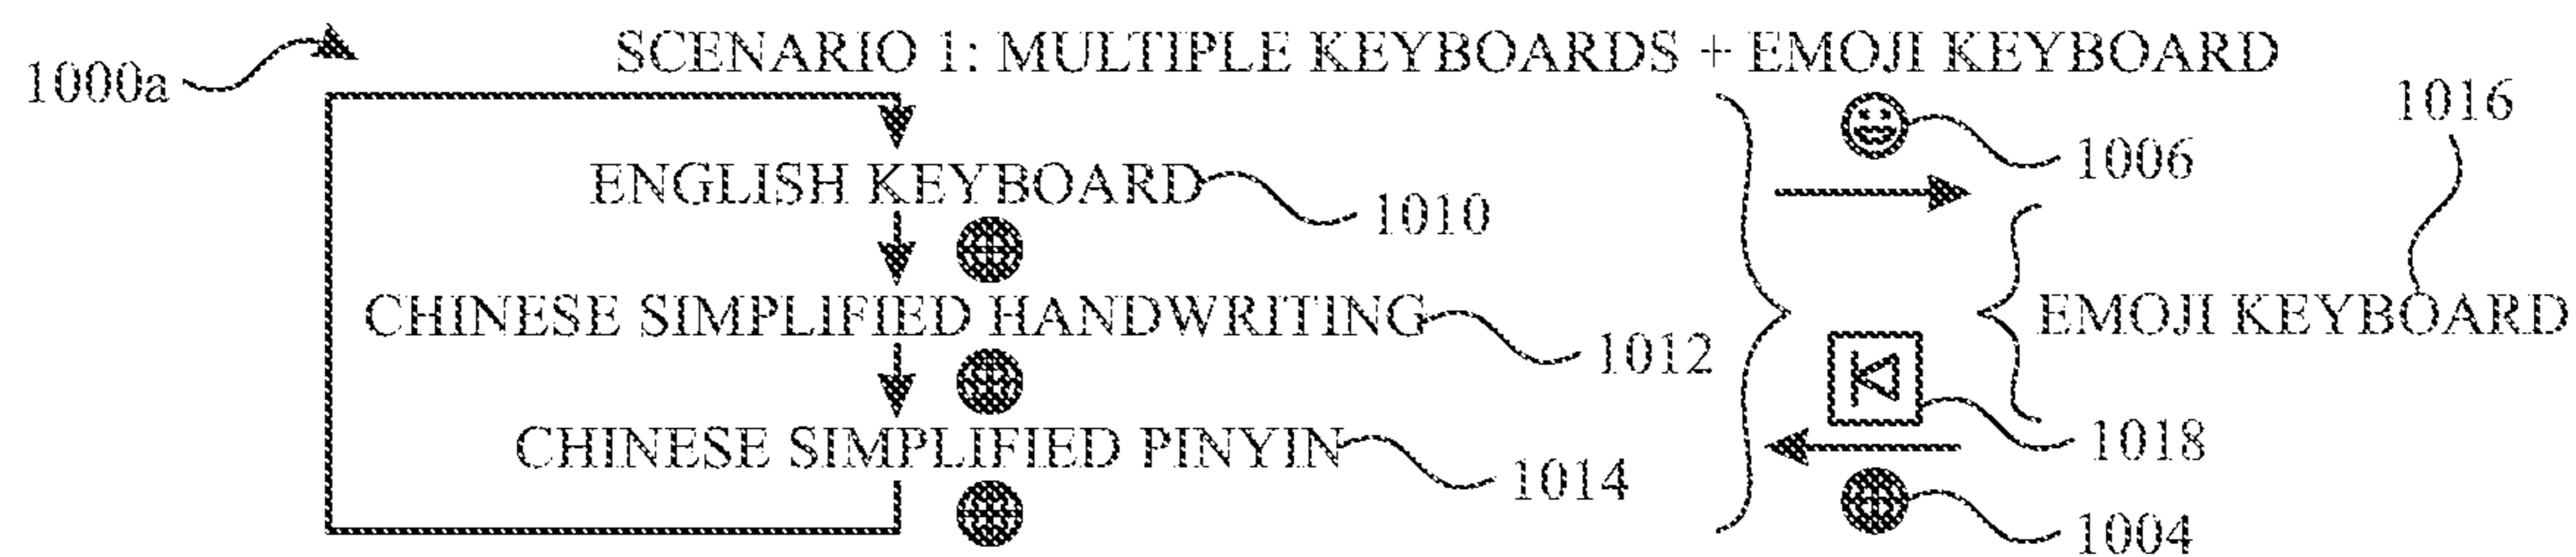 1000a
SCENARIO 1: MULTIPLE KEYBOARDS + EMOJI KEYBOARD
1016
1006
ENGLISH KEYBOARD
1010
CHINESE SIMPLIFIED HANDWRITING
EMOJI KEYBOARD
1012
CHINESE SIMPLIFIED PINYIN
1018
1014
1004